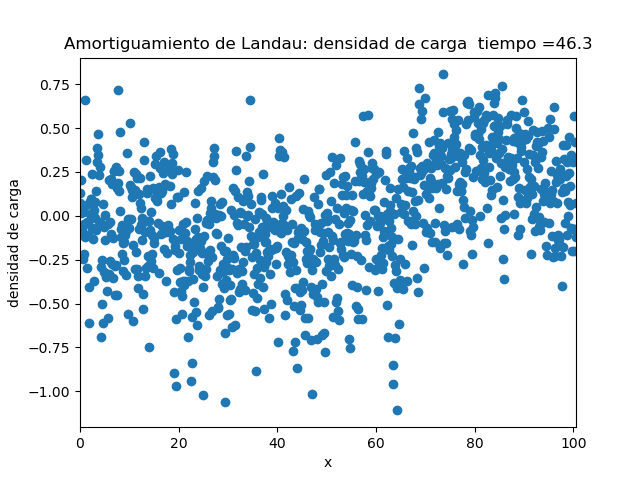 Amortiguamiento de Landau: densidad de carga  tiempo =46.3
densidad de carga
0.75
0.50
0.25
0.00
−0.25
−0.50
−0.75
−1.00
0 20 40 60 80 100
x